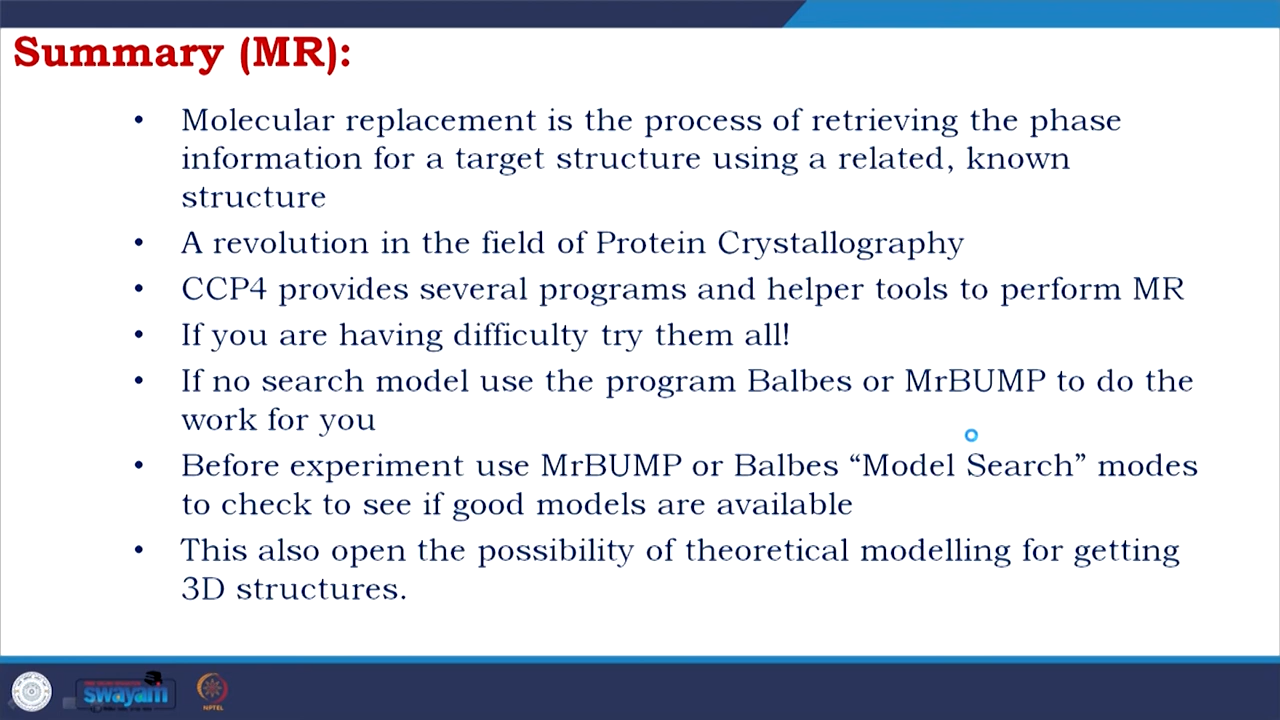 Summary (MR):
• Molecular replacement is the process of retrieving the phase
information for a target structure using a related, known
structure
• A revolution in the field of Protein Crystallography
• CCP4 provides several programs and helper tools to perform MR
• If you are having difficulty try them all!
• If no search model use the program Balbes or MrBUMP to do the
work for you
• Before experiment use MrBUMP or Balbes “Model Search” modes
to check to see if good models are available
• This also open the possibility of theoretical modelling for getting
3D structures.
swayam
NPTEL